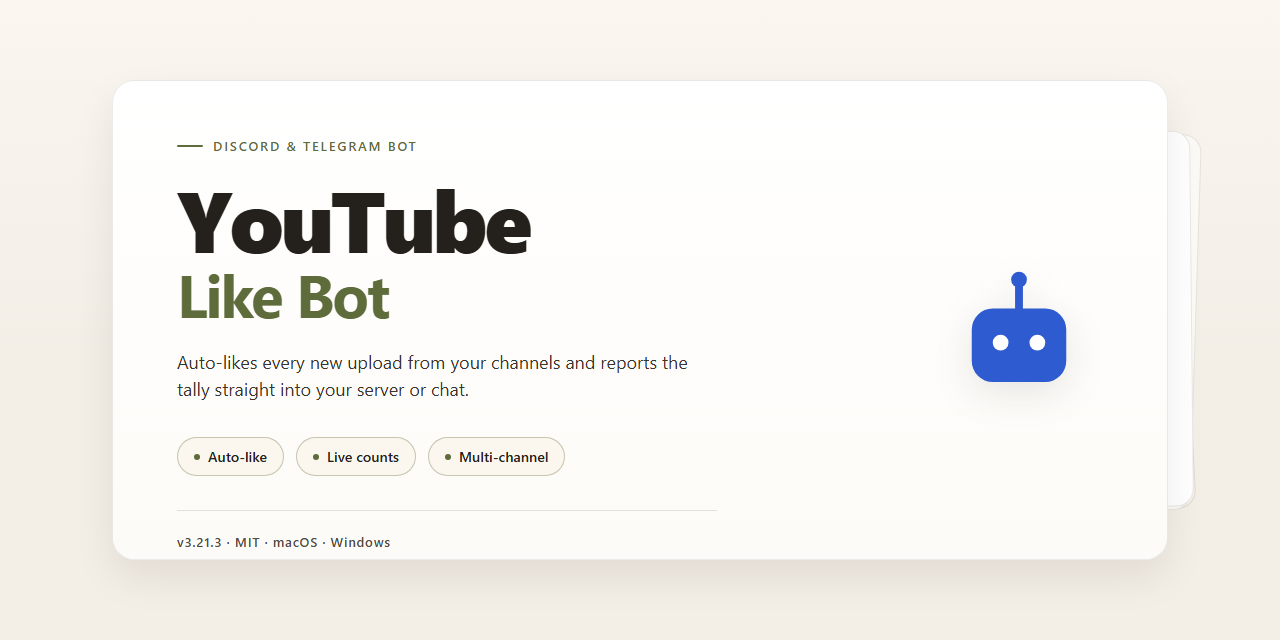 DISCORD & TELEGRAM BOT
YouTube
Like Bot
Auto-likes every new upload from your channels and reports the
tally straight into your server or chat.
Auto-like
Live counts
Multi-channel
v3.21.3 · MIT · macOS · Windows